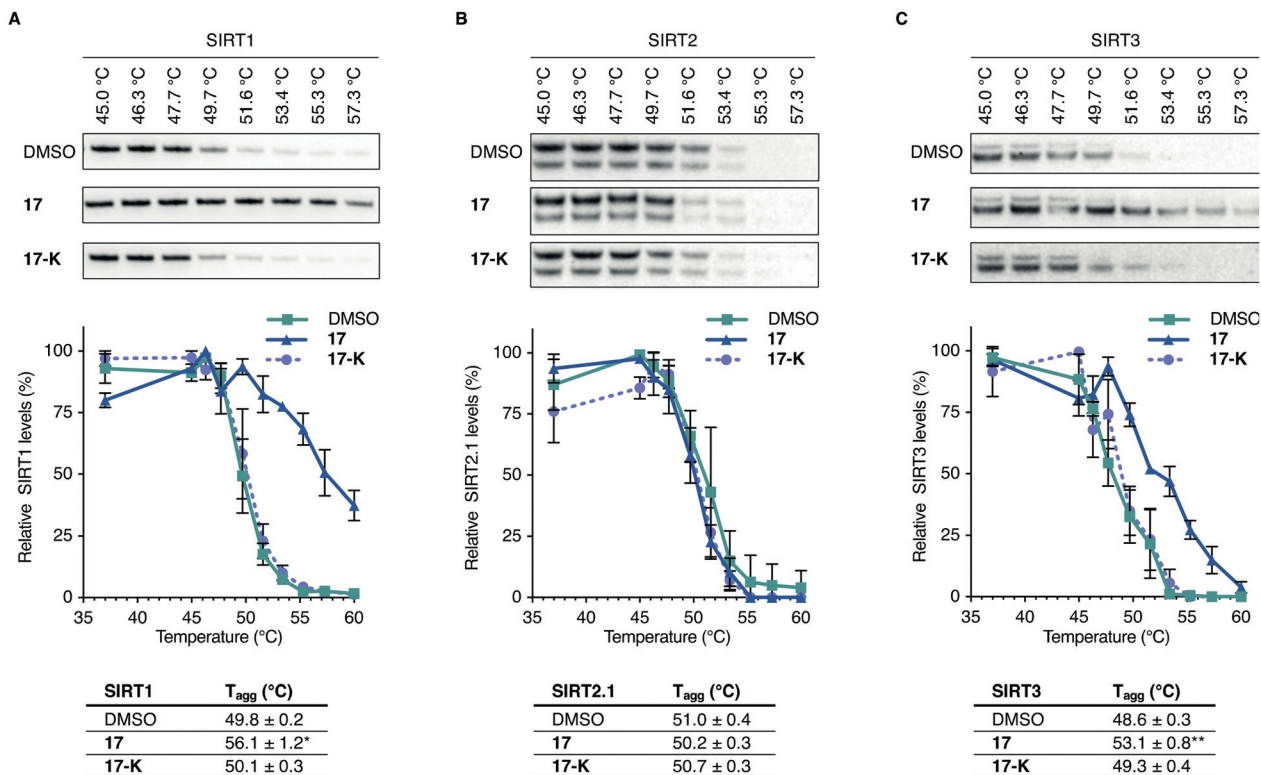 A
SIRT1
45.0 °C
46.3 °C
47.7 °C
49.7 °C
51.6 °C
53.4 °C
55.3 °C
57.3 °C
DMSO
17
17-K
DMSO
17
17-K
Relative SIRT1 levels (%)
100
75
50
25
0
35
40
45
50
55
60
Temperature (°C)
SIRT1 Tagg (°C)
DMSO 49.8 ± 0.2
17 56.1 ± 1.2*
17-K 50.1 ± 0.3
B
SIRT2
45.0 °C
46.3 °C
47.7 °C
49.7 °C
51.6 °C
53.4 °C
55.3 °C
57.3 °C
DMSO
17
17-K
DMSO
17
17-K
Relative SIRT2.1 levels (%)
100
75
50
25
0
35
40
45
50
55
60
Temperature (°C)
SIRT2.1 Tagg (°C)
DMSO 51.0 ± 0.4
17 50.2 ± 0.3
17-K 50.7 ± 0.3
C
SIRT3
45.0 °C
46.3 °C
47.7 °C
49.7 °C
51.6 °C
53.4 °C
55.3 °C
57.3 °C
DMSO
17
17-K
DMSO
17
17-K
Relative SIRT3 levels (%)
100
75
50
25
0
35
40
45
50
55
60
Temperature (°C)
SIRT3 Tagg (°C)
DMSO 48.6 ± 0.3
17 53.1 ± 0.8**
17-K 49.3 ± 0.4